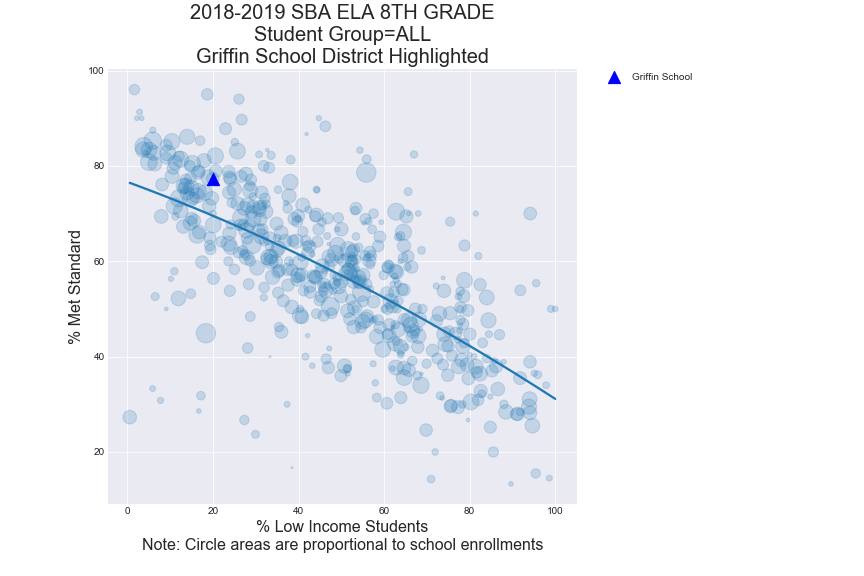 2018-2019 SBA ELA 8TH GRADE
Student Group=ALL
Griffin School District Highlighted
Griffin School
% Met Standard
100
80
60
40
20
0 20 40 60 80 100
% Low Income Students
Note: Circle areas are proportional to school enrollments